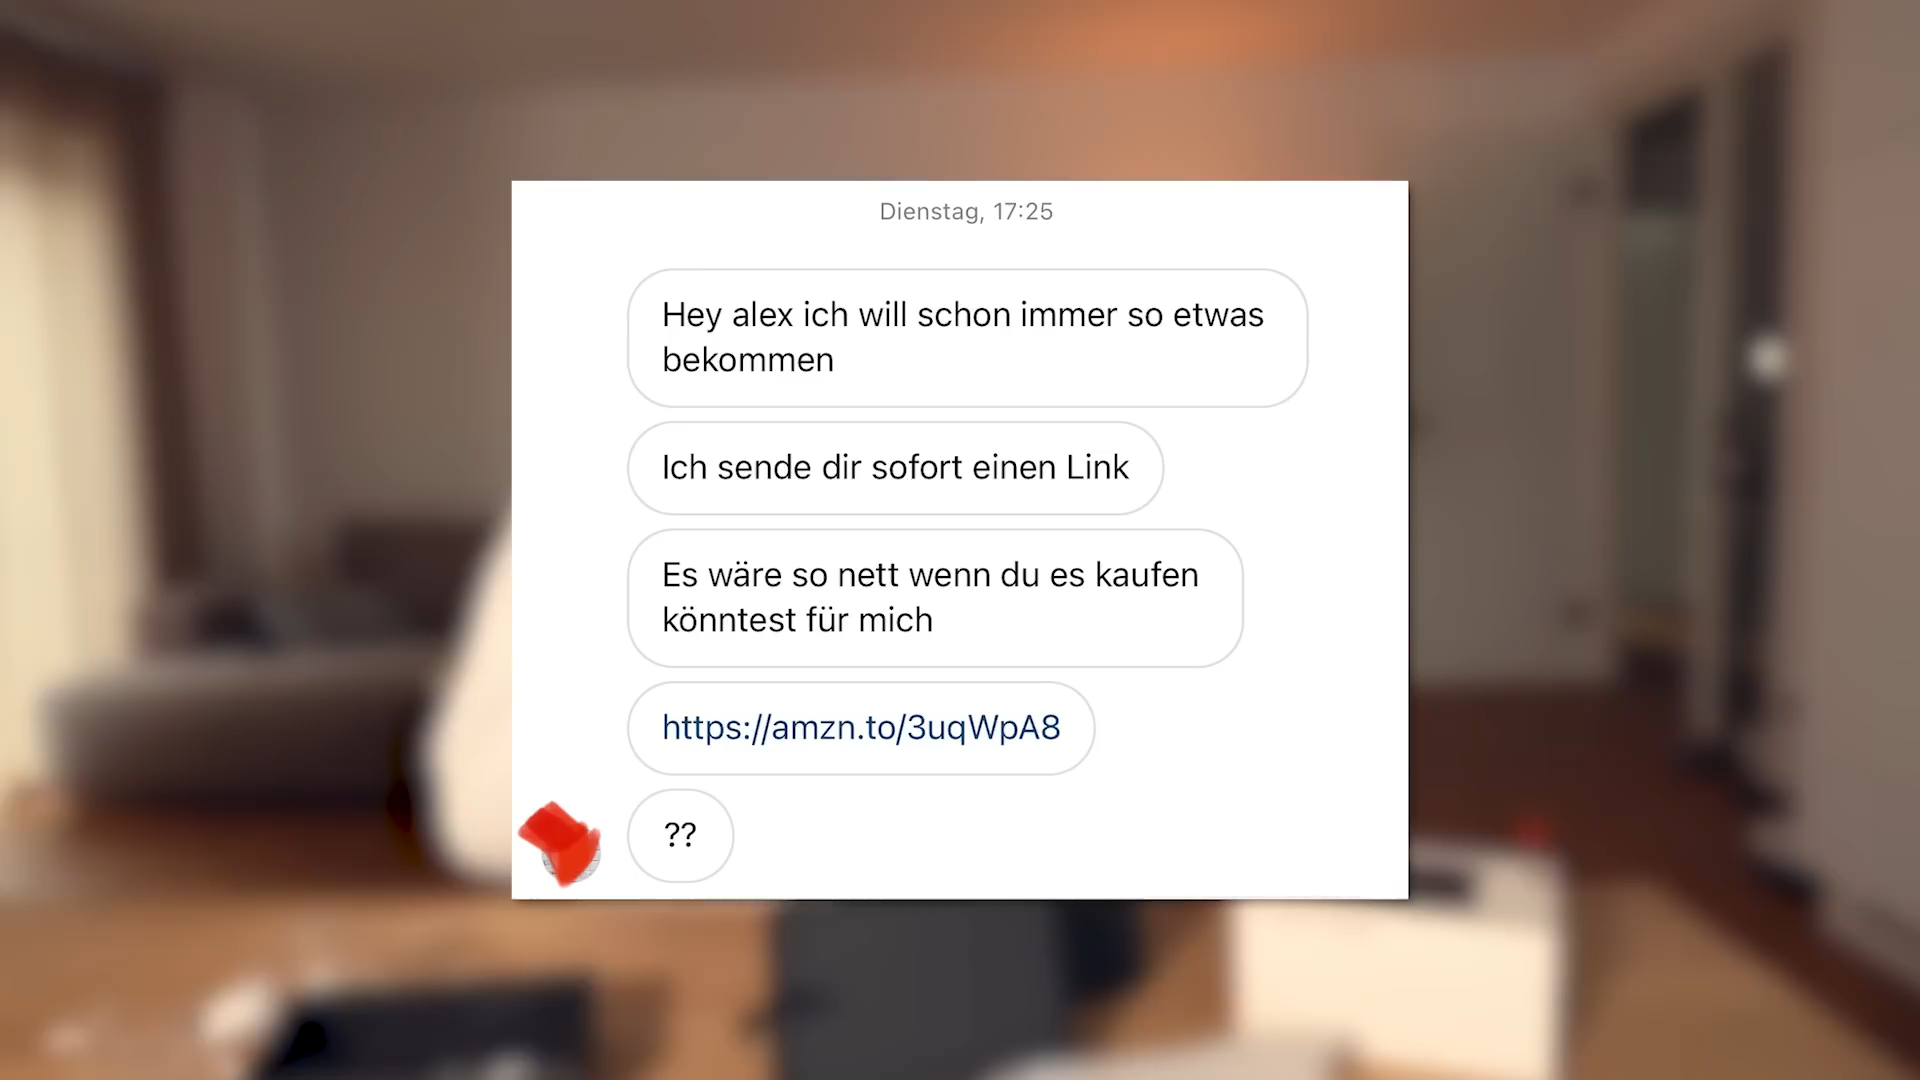 Dienstag, 17:25
Hey alex ich will schon immer so etwas
bekommen
Ich sende dir sofort einen Link
Es wäre so nett wenn du es kaufen
könntest für mich
https://amzn.to/3uqWpA8
??